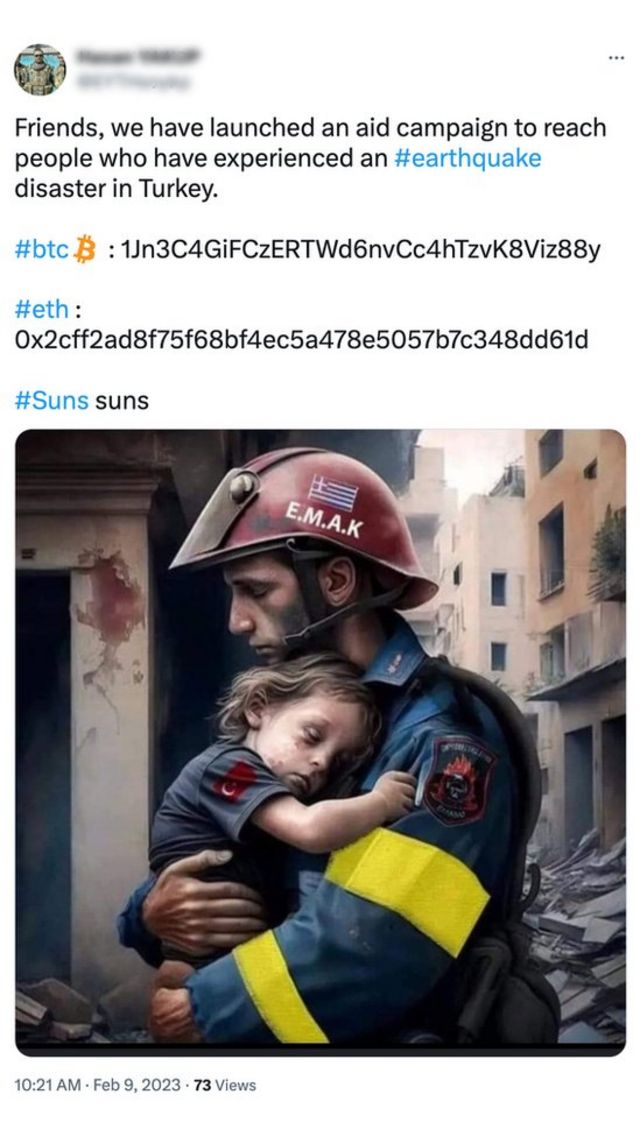 Friends, we have launched an aid campaign to reach
people who have experienced an #earthquake
disaster in Turkey.
#btc : 1Jn3C4GiFCzERTWd6nvCc4hTzvK8Viz88y
#eth :
0x2cff2ad8f75f68bf4ec5a478e5057b7c348dd61d
#Suns suns
E.M.A.K
10:21 AM · Feb 9, 2023 · 73 Views